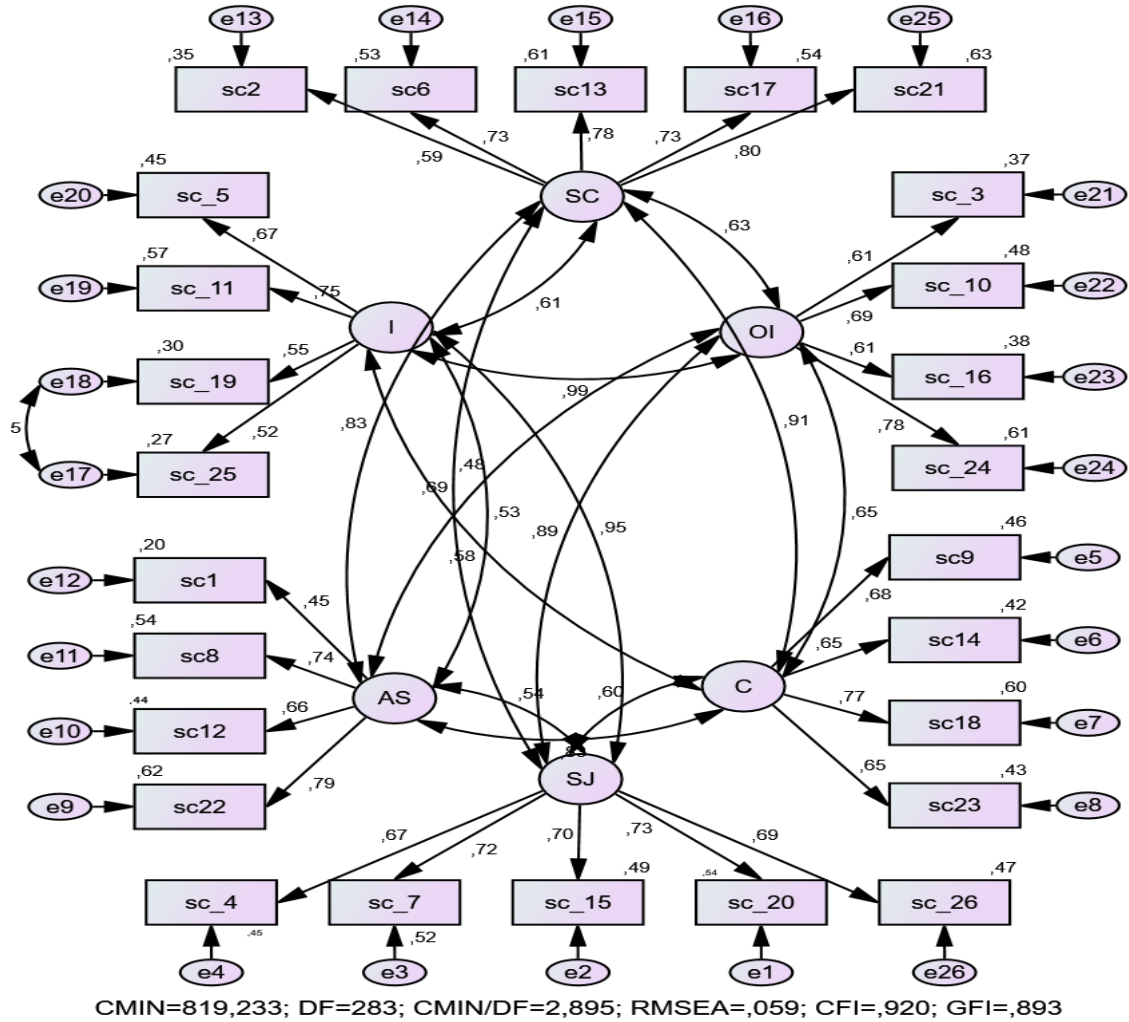 e13 e14 e15 e16 e25
,35 ,53 ,61 ,54 ,63
sc2 sc6 sc13 sc17 sc21
,59 ,73 ,78 ,73 ,80
,45 ,37
e20 sc_5 SC sc_3 e21
,67 ,63 ,61
,57 ,48
e19 sc_11 sc_10 e22
,75 ,61 ,69
I OI
,30 ,38
e18 sc_19 ,55 ,61 sc_16 e23
,99
5 ,83 ,91 ,78
,27 ,52 ,61
e17 sc_25 ,48 sc_24 e24
,69
,53 ,95 ,65
,58 ,89 ,46
,20
e12 sc1 sc9 e5
,45 ,68
,54 ,42
e11 sc8 ,74 ,65 sc14 e6
AS ,54 ,60 C
,44 ,66 ,77 ,60
e10 sc12 sc18 e7
,62 ,79 SJ ,65 ,43
e9 sc22 sc23 e8
,67 ,72 ,70 ,73 ,69
,49 ,54 ,47
sc_4 sc_7 sc_15 sc_20 sc_26
,45 ,52
e4 e3 e2 e1 e26
CMIN=819,233; DF=283; CMIN/DF=2,895; RMSEA=,059; CFI=,920; GFI=,893